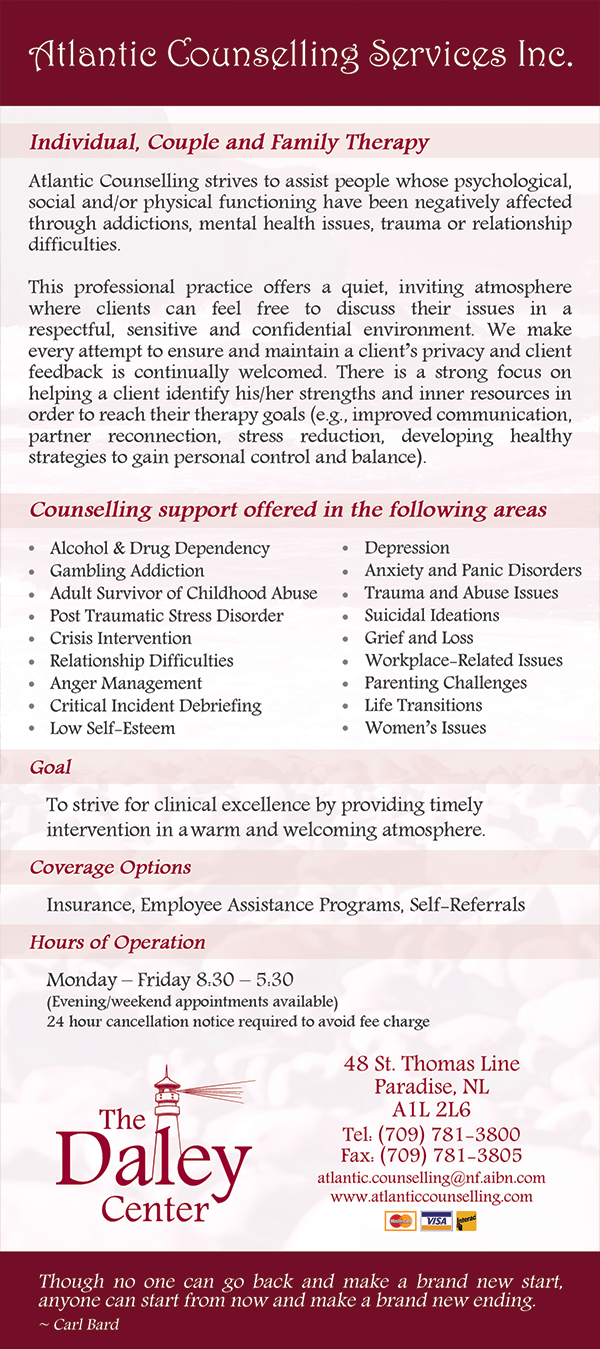 Atlantic Counselling Services Inc.
Individual, Couple and Family Therapy
Atlantic Counselling strives to assist people whose psychological,
social and/or physical functioning have been negatively affected
through addictions, mental health issues, trauma or relationship
difficulties.
This professional practice offers a quiet, inviting atmosphere
where clients can feel free to discuss their issues in a
respectful, sensitive and confidential environment. We make
every attempt to ensure and maintain a client's privacy and client
feedback is continually welcomed. There is a strong focus on
helping a client identify his/her strengths and inner resources in
order to reach their therapy goals (e.g., improved communication,
partner reconnection, stress reduction, developing healthy
strategies to gain personal control and balance).
Counselling support offered in the following areas
• Alcohol & Drug Dependency
• Gambling Addiction
• Adult Survivor of Childhood Abuse
• Post Traumatic Stress Disorder
• Crisis Intervention
• Relationship Difficulties
• Anger Management
• Critical Incident Debriefing
• Low Self-Esteem
• Depression
• Anxiety and Panic Disorders
• Trauma and Abuse Issues
• Suicidal Ideations
• Grief and Loss
• Workplace-Related Issues
• Parenting Challenges
• Life Transitions
• Women's Issues
Goal
To strive for clinical excellence by providing timely
intervention in a warm and welcoming atmosphere.
Coverage Options
Insurance, Employee Assistance Programs, Self-Referrals
Hours of Operation
Monday – Friday 8:30 – 5:30
(Evening/weekend appointments available)
24 hour cancellation notice required to avoid fee charge
The
Daley
Center
48 St. Thomas Line
Paradise, NL
A1L 2L6
Tel: (709) 781-3800
Fax: (709) 781-3805
atlantic.counselling@nf.aibn.com
www.atlanticcounselling.com
MasterCard VISA Interac
Though no one can go back and make a brand new start,
anyone can start from now and make a brand new ending.
~ Carl Bard